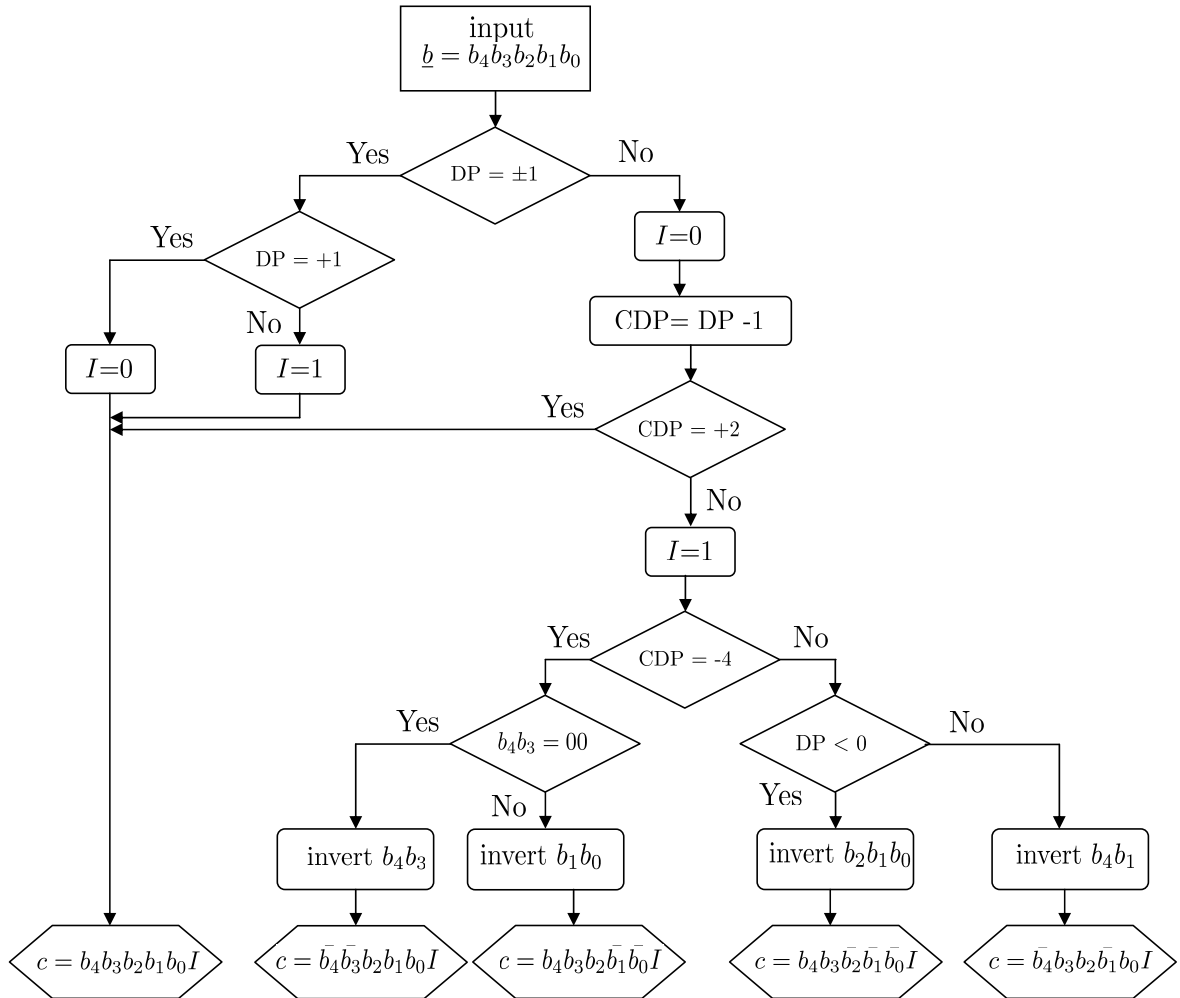 input
b̲ = b₄b₃b₂b₁b₀
Yes
DP = ±1
No
Yes
DP = +1
I=0
No
CDP= DP -1
I=0
I=1
Yes
CDP = +2
No
I=1
Yes
CDP = -4
No
Yes
b₄b₃ = 00
DP < 0
No
No
Yes
invert b₄b₃
invert b₁b₀
invert b₂b₁b₀
invert b₄b₁
c = b₄b₃b₂b₁b₀I
c = b̄₄b̄₃b₂b₁b₀I
c = b₄b₃b₂b̄₁b̄₀I
c = b₄b₃b̄₂b̄₁b̄₀I
c = b̄₄b₃b₂b̄₁b₀I